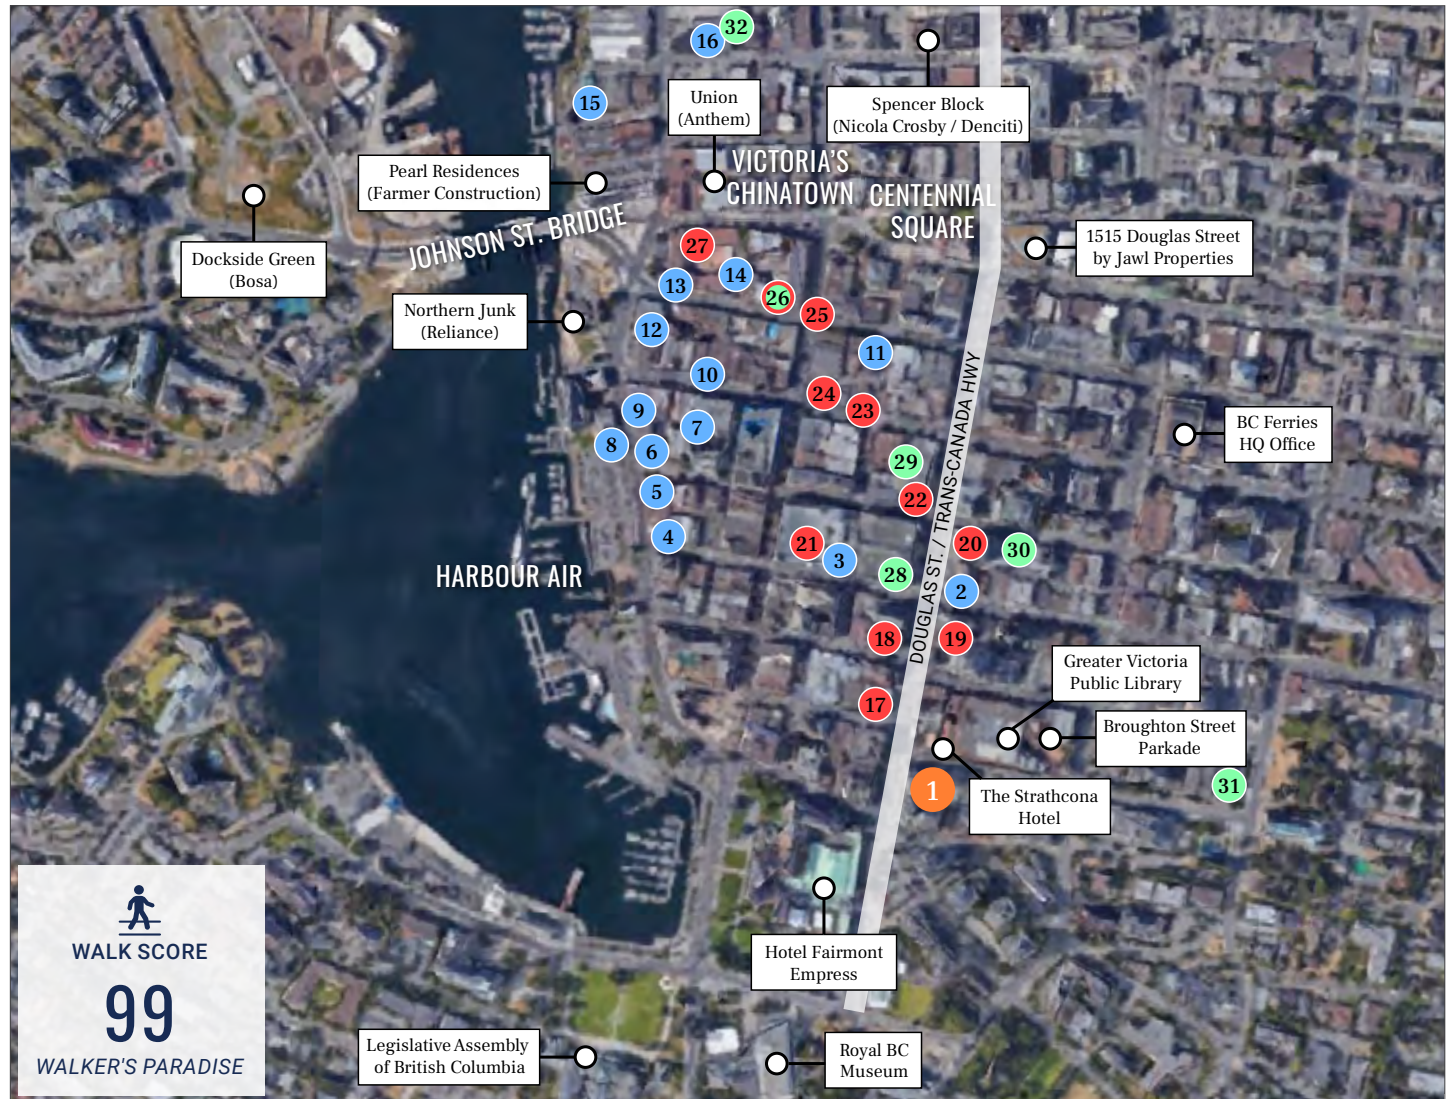 32
16
15
Union
(Anthem)
Spencer Block
(Nicola Crosby / Denciti)
Pearl Residences
(Farmer Construction)
VICTORIA'S
CHINATOWN
CENTENNIAL
SQUARE
JOHNSON ST. BRIDGE
Dockside Green
(Bosa)
1515 Douglas Street
by Jawl Properties
27
14
13
26
25
Northern Junk
(Reliance)
12
11
10
24
23
9
7
8
6
BC Ferries
HQ Office
29
5
22
4
21
3
20
30
28
2
HARBOUR AIR
DOUGLAS ST. / TRANS-CANADA HWY
18
19
Greater Victoria
Public Library
17
Broughton Street
Parkade
1
The Strathcona
Hotel
31
WALK SCORE
99
WALKER'S PARADISE
Hotel Fairmont
Empress
Legislative Assembly
of British Columbia
Royal BC
Museum